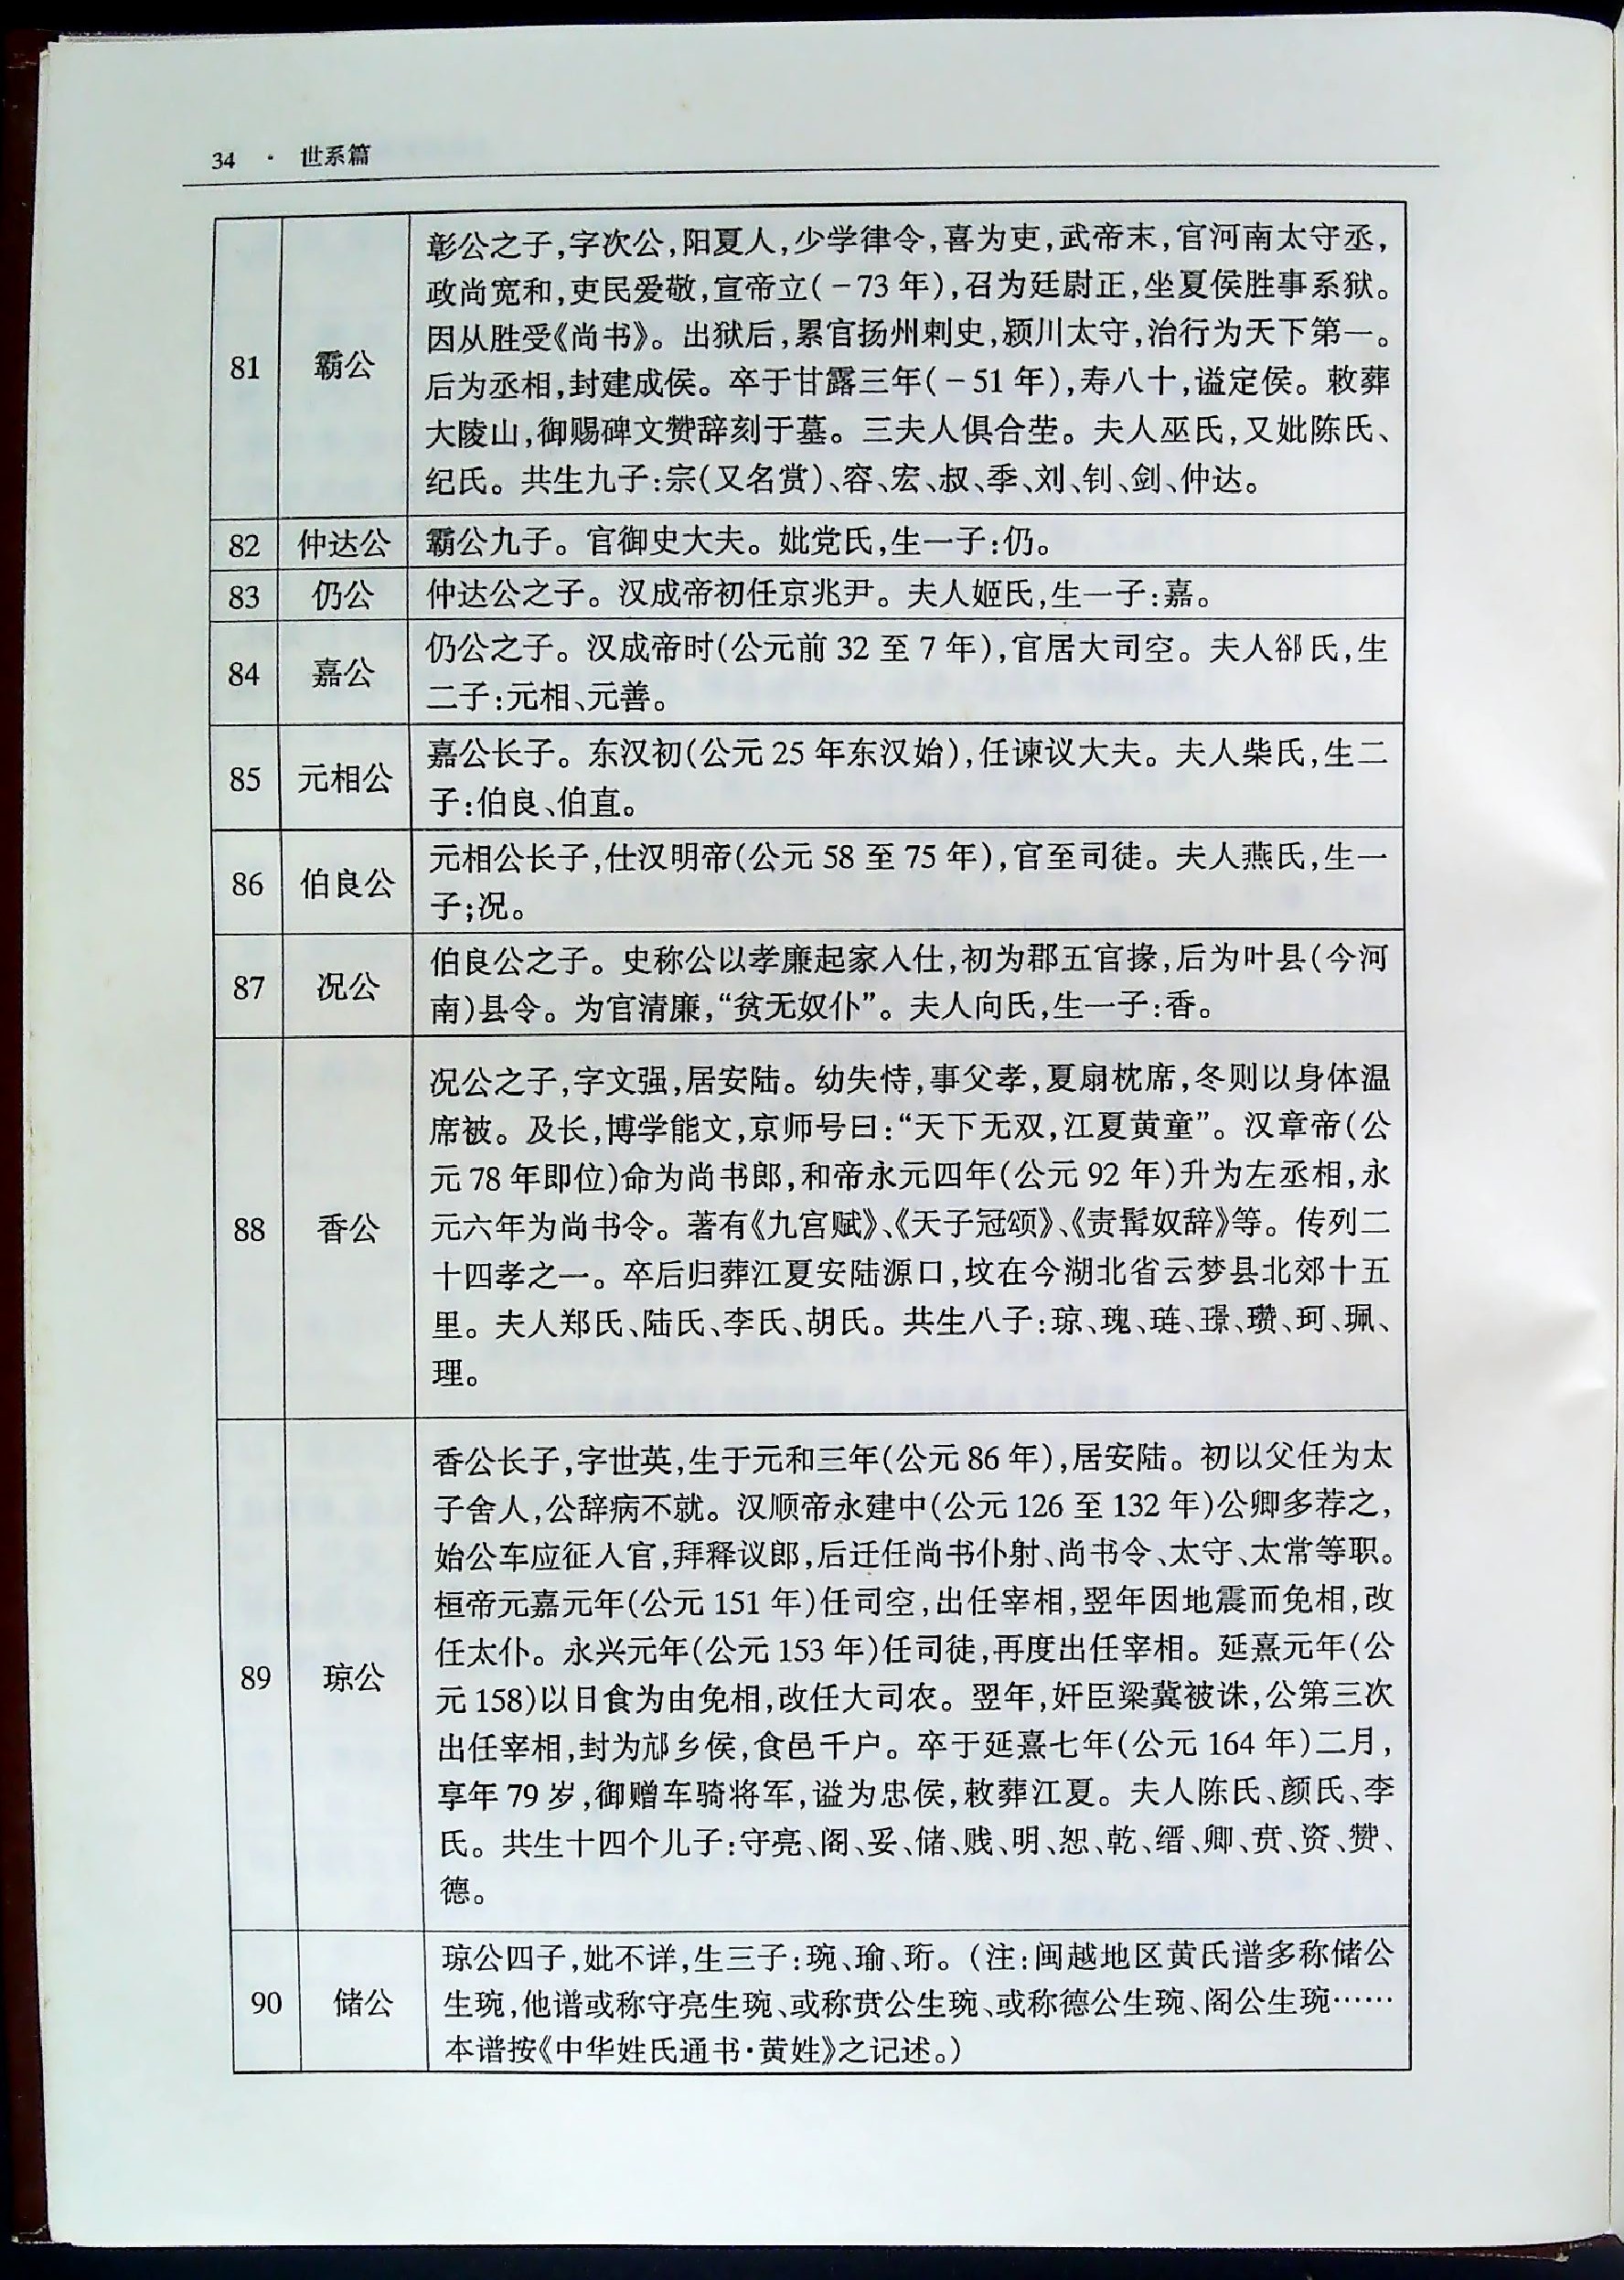 34 · 世系篇
81
霸公
彰公之子,字次公,阳夏人,少学律令,喜为吏,武帝末,官河南太守丞,
政尚宽和,吏民爱敬,宣帝立(－73 年),召为廷尉正,坐夏侯胜事系狱。
因从胜受《尚书》。出狱后,累官扬州刺史,颍川太守,治行为天下第一。
后为丞相,封建成侯。卒于甘露三年(－51 年),寿八十,谥定侯。敕葬
大陵山,御赐碑文赞辞刻于墓。三夫人俱合茔。夫人巫氏,又妣陈氏、
纪氏。共生九子:宗(又名赏)、容、宏、叔、季、刘、钊、剑、仲达。
82
仲达公
霸公九子。官御史大夫。妣党氏,生一子:仍。
83
仍公
仲达公之子。汉成帝初任京兆尹。夫人姬氏,生一子:嘉。
84
嘉公
仍公之子。汉成帝时(公元前 32 至 7 年),官居大司空。夫人郤氏,生
二子:元相、元善。
85
元相公
嘉公长子。东汉初(公元 25 年东汉始),任谏议大夫。夫人柴氏,生二
子:伯良、伯直。
86
伯良公
元相公长子,仕汉明帝(公元 58 至 75 年),官至司徒。夫人燕氏,生一
子;况。
87
况公
伯良公之子。史称公以孝廉起家人仕,初为郡五官掾,后为叶县(今河
南)县令。为官清廉,“贫无奴仆”。夫人向氏,生一子:香。
88
香公
况公之子,字文强,居安陆。幼失恃,事父孝,夏扇枕席,冬则以身体温
席被。及长,博学能文,京师号曰:“天下无双,江夏黄童”。汉章帝(公
元 78 年即位)命为尚书郎,和帝永元四年(公元 92 年)升为左丞相,永
元六年为尚书令。著有《九宫赋》、《天子冠颂》、《责髯奴辞》等。传列二
十四孝之一。卒后归葬江夏安陆源口,坟在今湖北省云梦县北郊十五
里。夫人郑氏、陆氏、李氏、胡氏。共生八子:琼、瑰、琏、璟、瓒、珂、珮、
理。
89
琼公
香公长子,字世英,生于元和三年(公元 86 年),居安陆。初以父任为太
子舍人,公辞病不就。汉顺帝永建中(公元 126 至 132 年)公卿多荐之,
始公车应征人官,拜释议郎,后迁任尚书仆射、尚书令、太守、太常等职。
桓帝元嘉元年(公元 151 年)任司空,出任宰相,翌年因地震而免相,改
任太仆。永兴元年(公元 153 年)任司徒,再度出任宰相。延熹元年(公
元 158)以日食为由免相,改任大司农。翌年,奸臣梁冀被诛,公第三次
出任宰相,封为邟乡侯,食邑千户。卒于延熹七年(公元 164 年)二月,
享年 79 岁,御赠车骑将军,谥为忠侯,敕葬江夏。夫人陈氏、颜氏、李
氏。共生十四个儿子:守亮、阁、妥、储、贱、明、恕、乾、缙、卿、贲、资、赞、
德。
90
储公
琼公四子,妣不详,生三子:琬、瑜、珩。(注:闽越地区黄氏谱多称储公
生琬,他谱或称守亮生琬、或称贲公生琬、或称德公生琬、阁公生琬……
本谱按《中华姓氏通书·黄姓》之记述。)